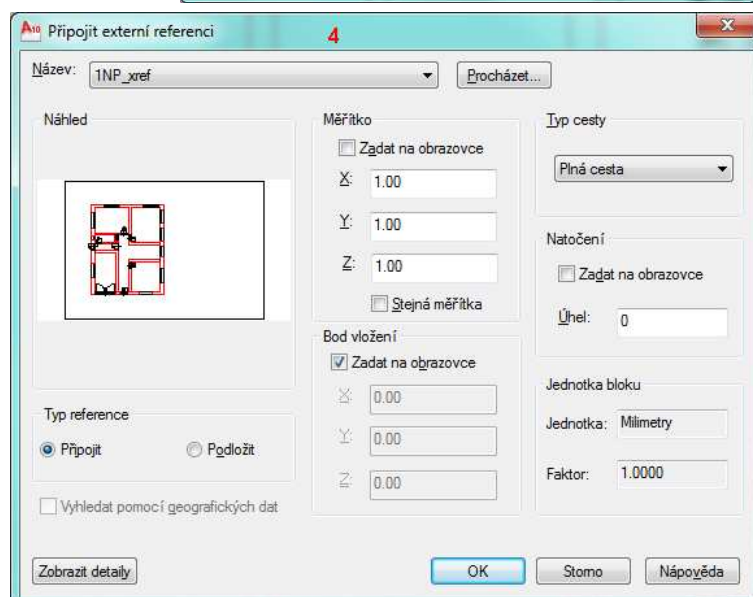 A10 Připojit externí referenci 4
Název: 1NP_xref Procházet...
Náhled
Typ reference
Připojit Podložit
Vyhledat pomocí geografických dat
Měřítko
Zadat na obrazovce
X: 1.00
Y: 1.00
Z: 1.00
Stejná měřítka
Bod vložení
Zadat na obrazovce
X: 0.00
Y: 0.00
Z: 0.00
Typ cesty
Plná cesta
Natočení
Zadat na obrazovce
Úhel: 0
Jednotka bloku
Jednotka: Milimetry
Faktor: 1.0000
Zobrazit detaily OK Storno Nápověda